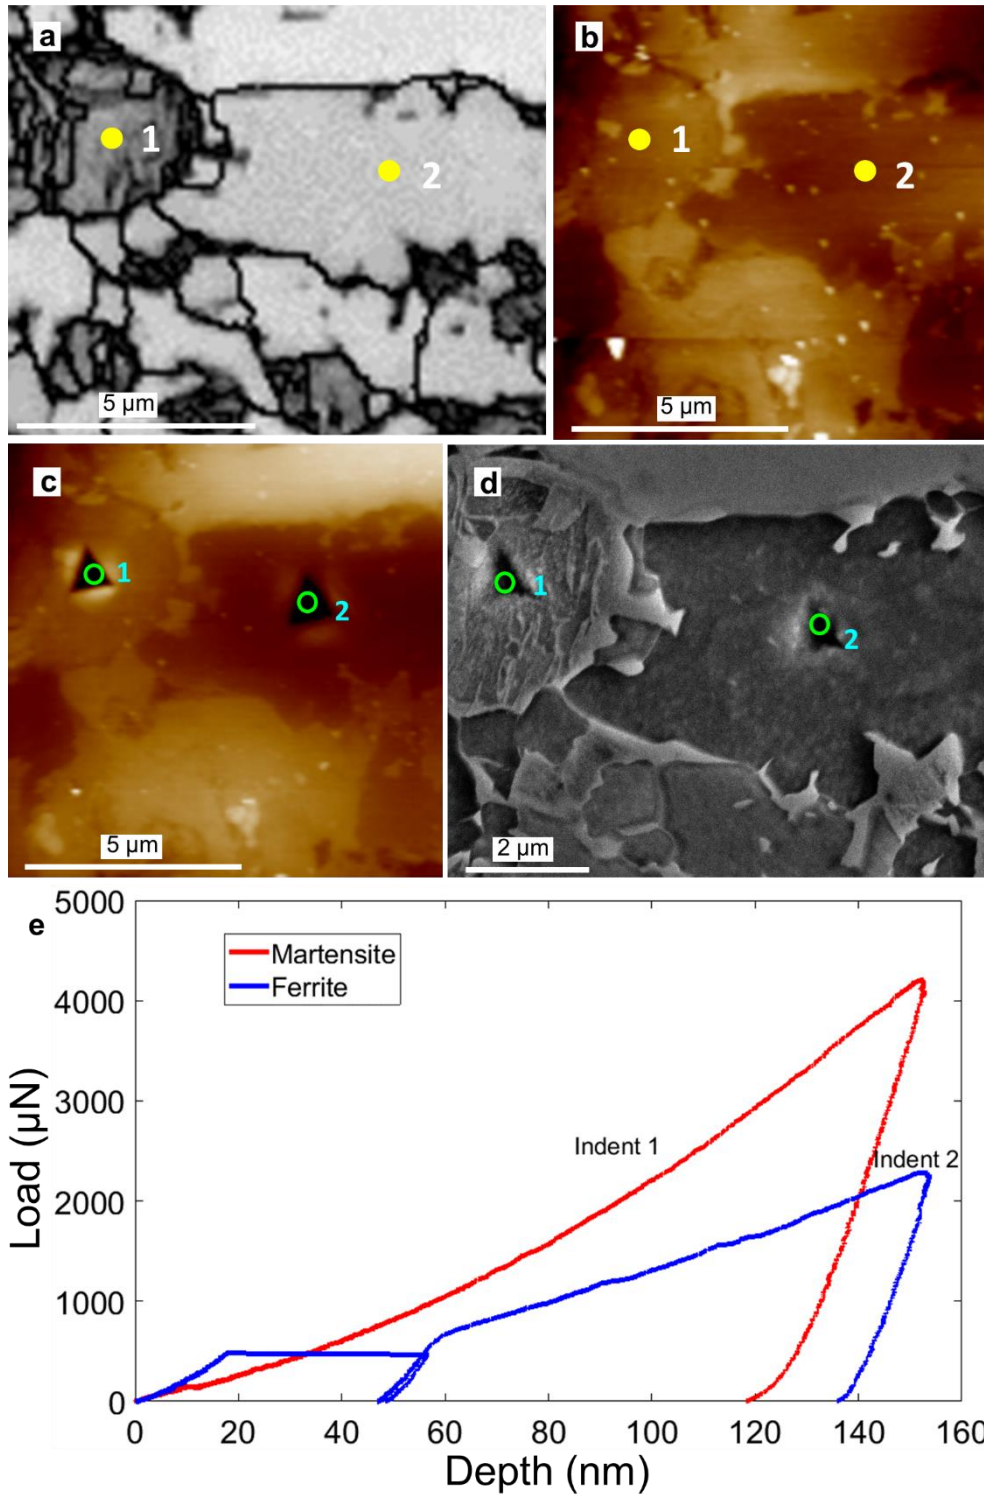 a
1
2
5 µm
b
1
2
5 µm
c
1
2
5 µm
d
1
2
2 µm
e
5000
4000
3000
2000
1000
0
Load (µN)
Martensite
Ferrite
Indent 1
Indent 2
0 20 40 60 80 100 120 140 160
Depth (nm)